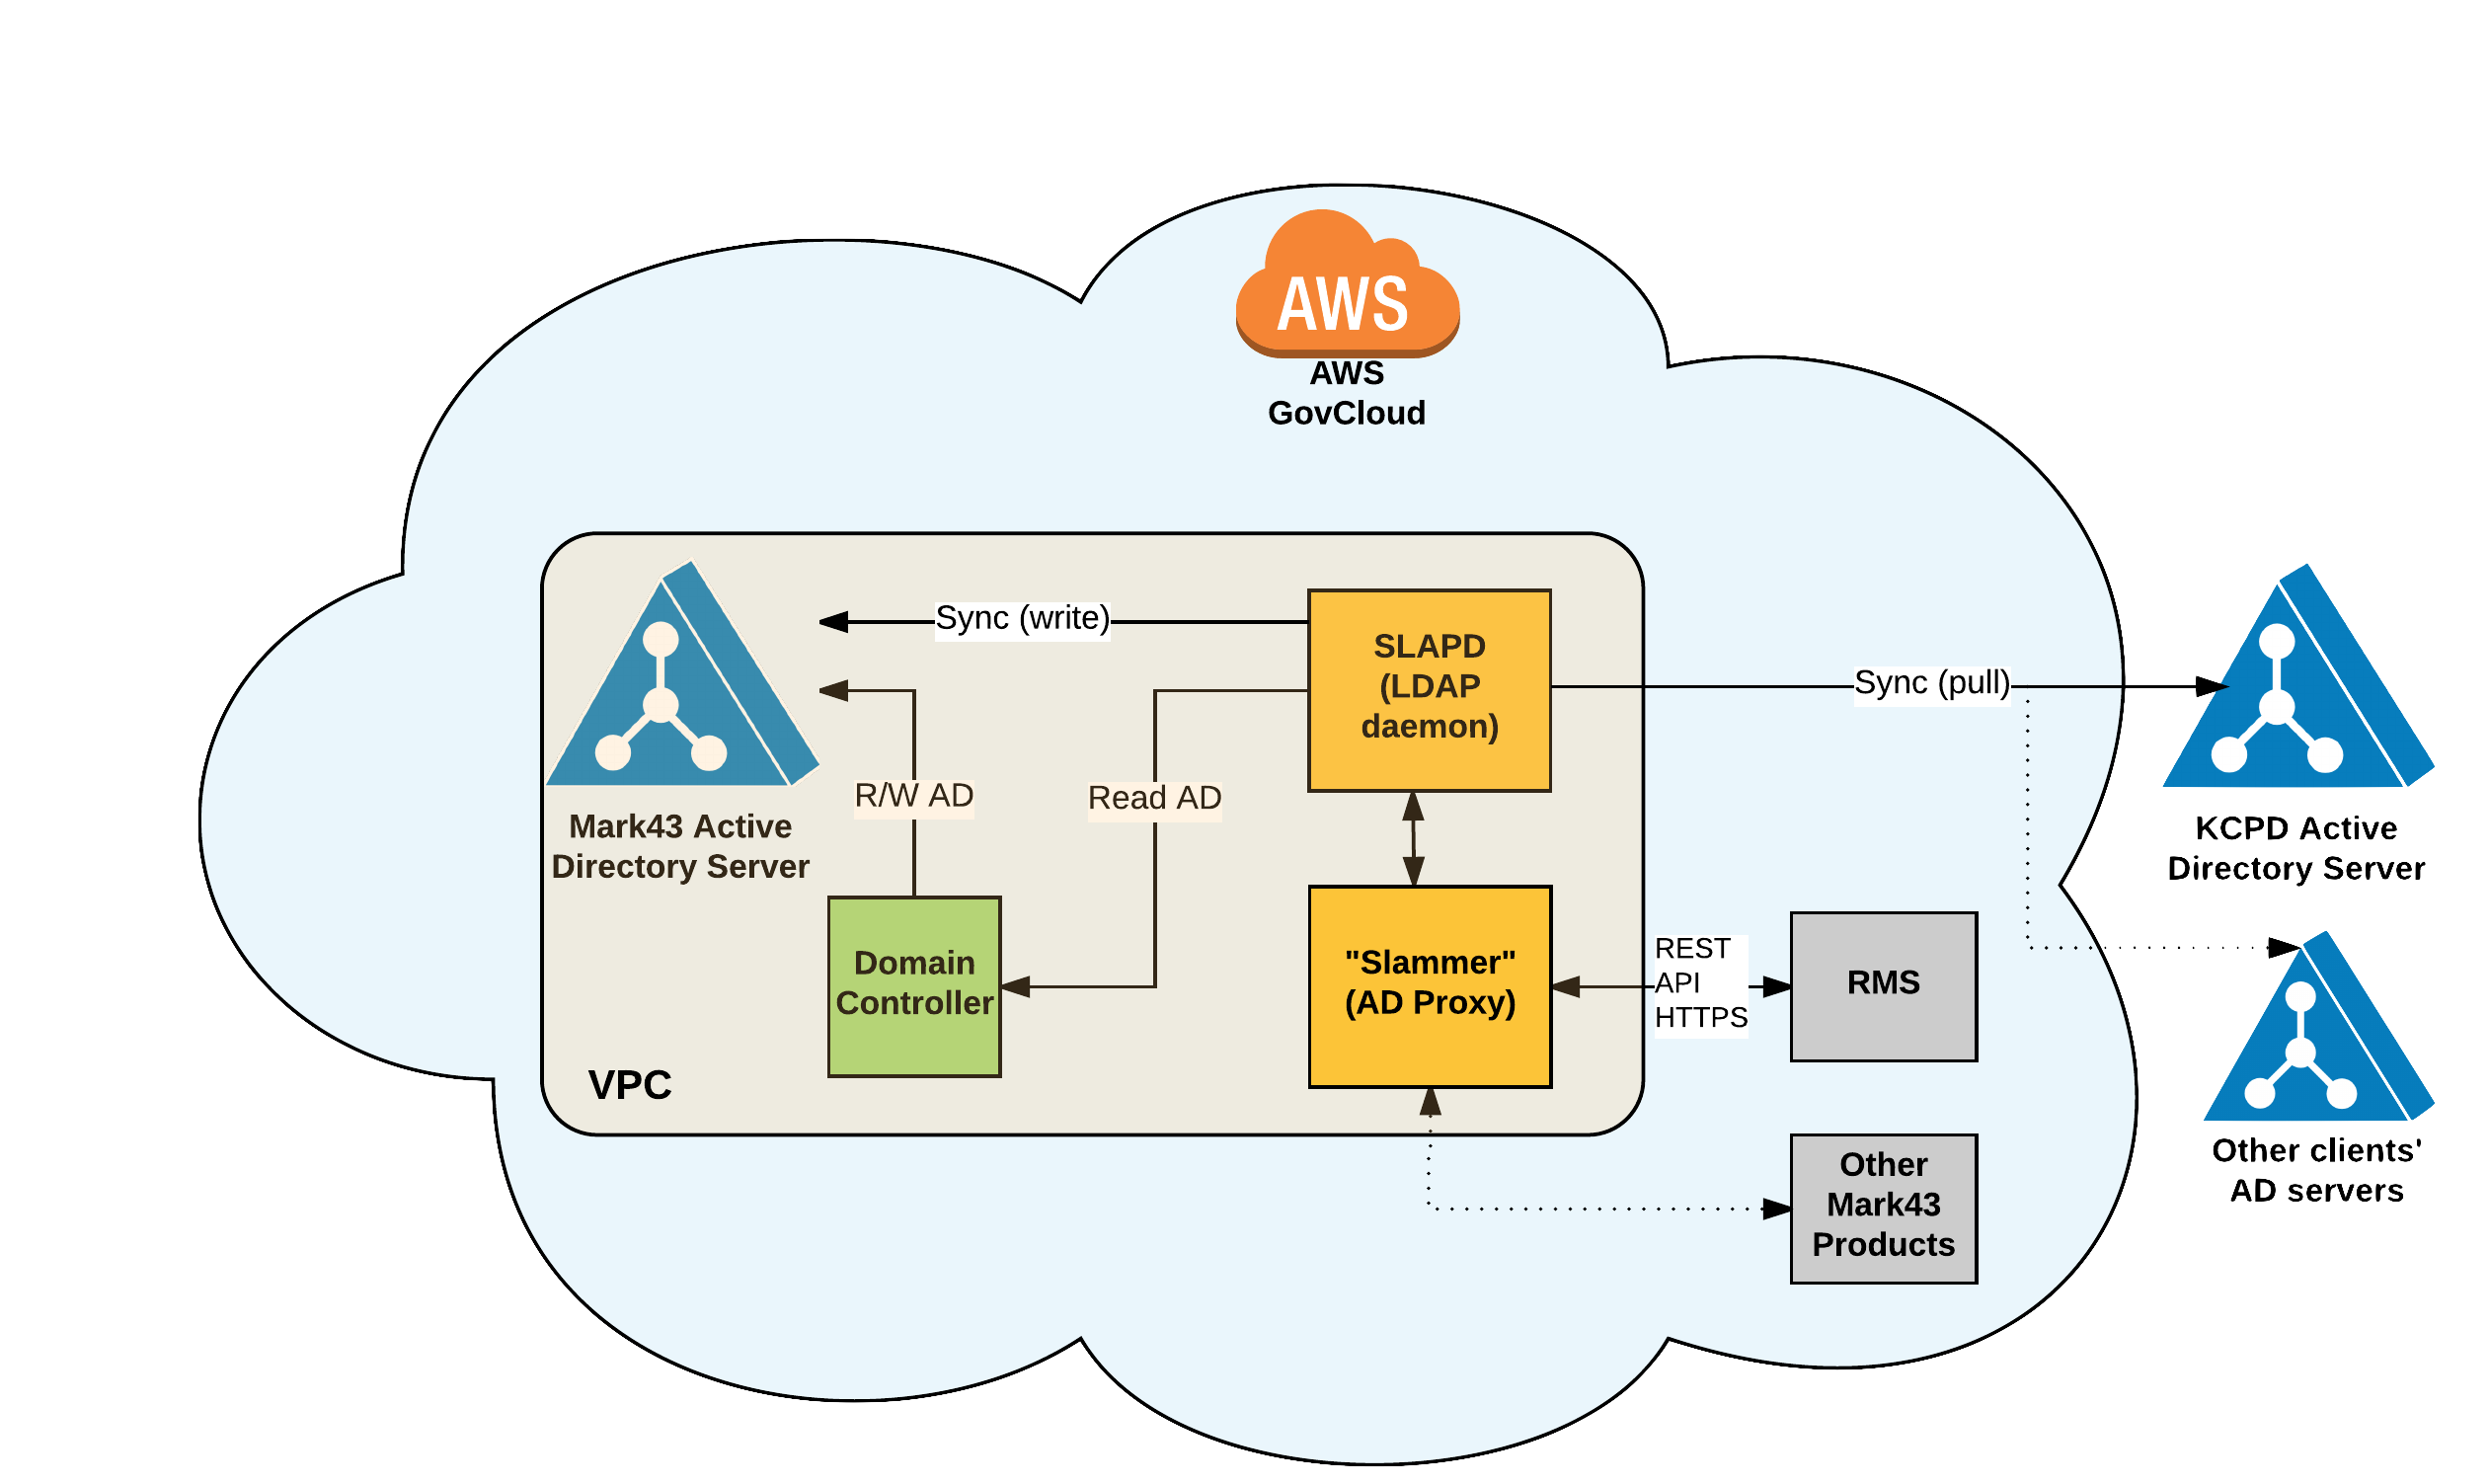 AWS
AWS
GovCloud
Sync (write)
SLAPD
(LDAP
daemon)
Sync (pull)
R/W AD
Read AD
Mark43 Active
Directory Server
KCPD Active
Directory Server
Domain
Controller
"Slammer"
(AD Proxy)
REST
API
HTTPS
RMS
VPC
Other
Mark43
Products
Other clients'
AD servers